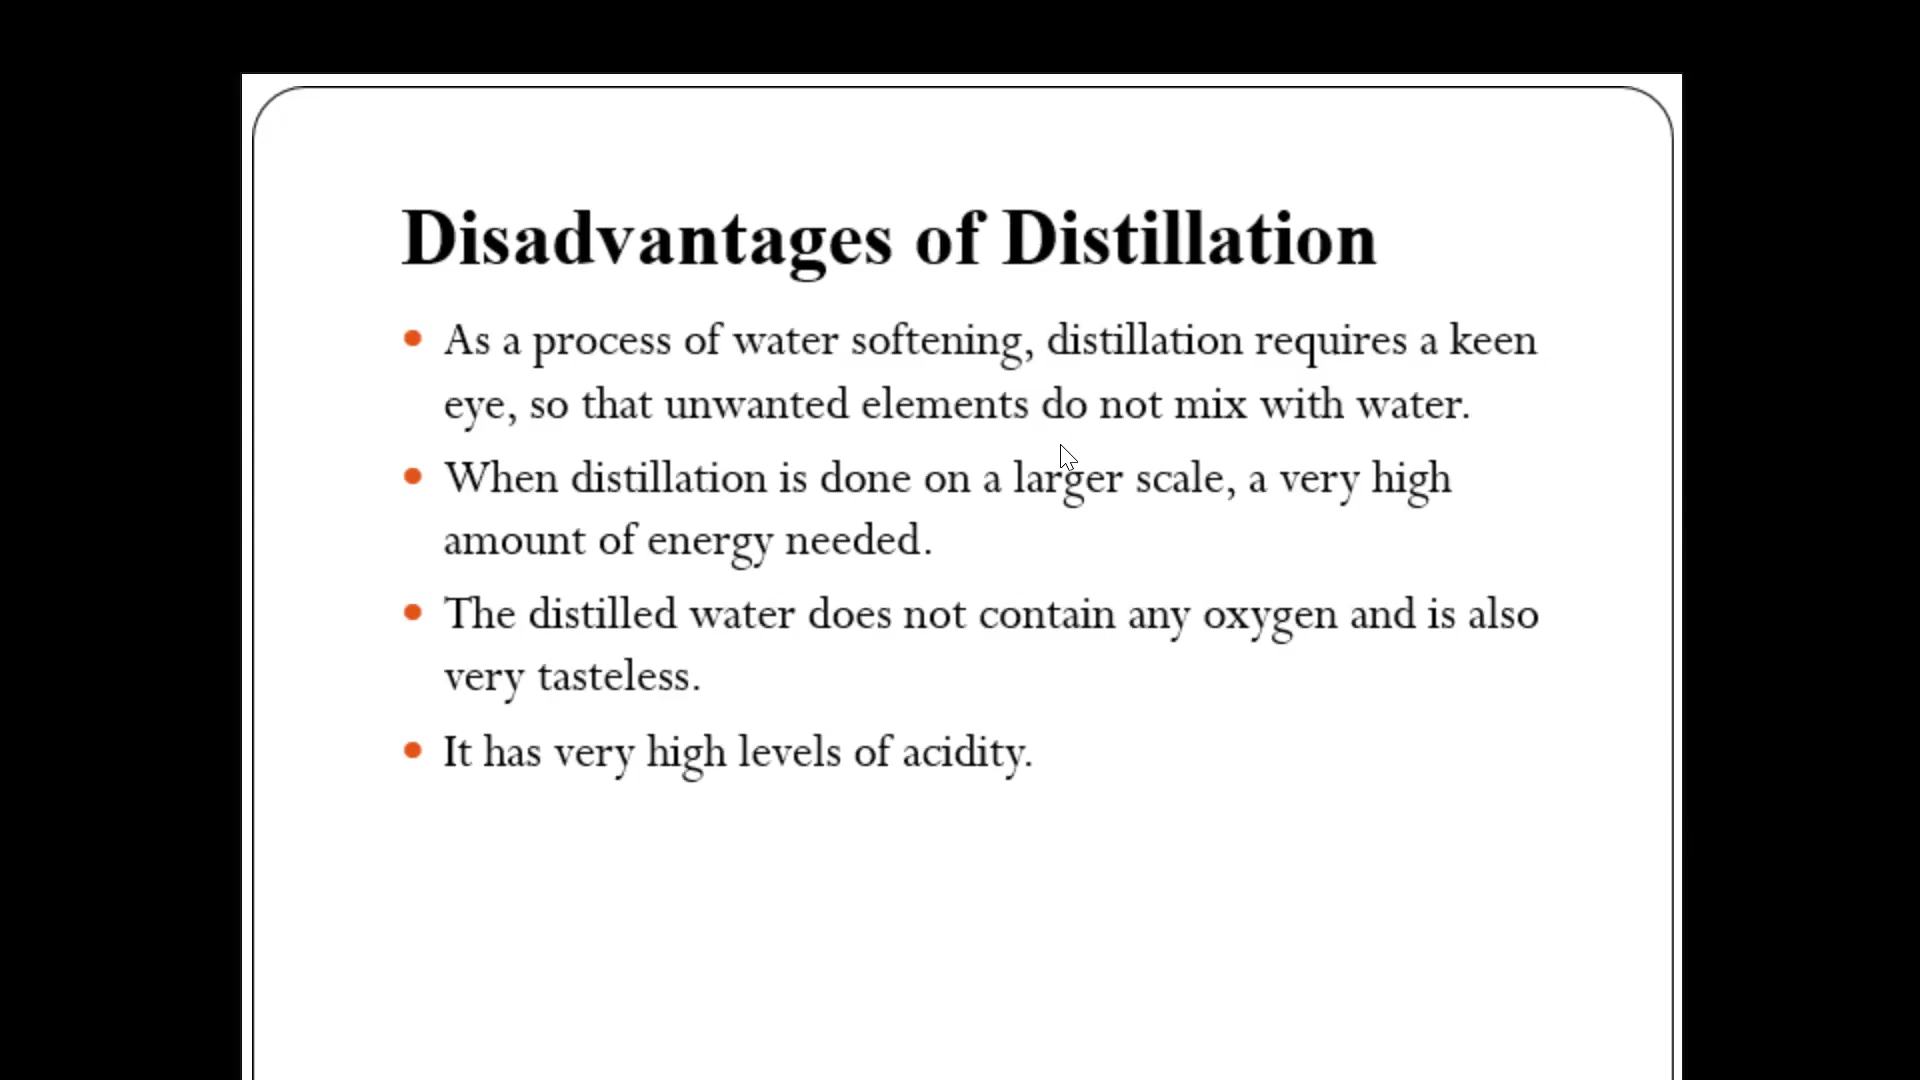 Disadvantages of Distillation
• As a process of water softening, distillation requires a keen
eye, so that unwanted elements do not mix with water.
• When distillation is done on a larger scale, a very high
amount of energy needed.
• The distilled water does not contain any oxygen and is also
very tasteless.
• It has very high levels of acidity.